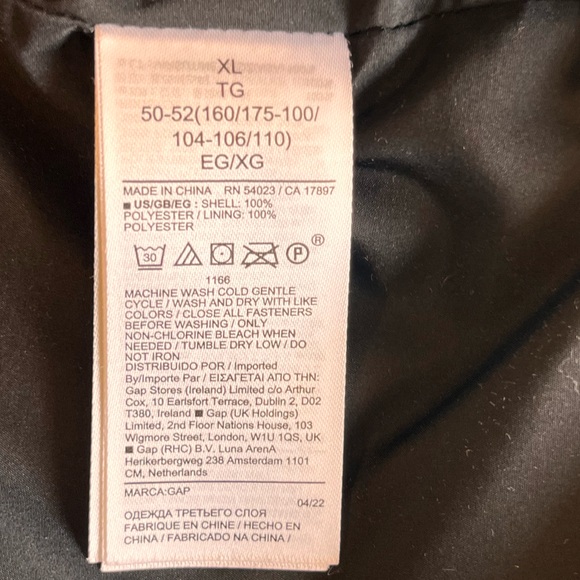 XL
TG
50-52(160/175-100/
104-106/110)
EG/XG
MADE IN CHINA RN 54023 / CA 17897
■ US/GB/EG : SHELL: 100%
POLYESTER / LINING: 100%
POLYESTER
30 P ®
1166
MACHINE WASH COLD GENTLE
CYCLE / WASH AND DRY WITH LIKE
COLORS / CLOSE ALL FASTENERS
BEFORE WASHING / ONLY
NON-CHLORINE BLEACH WHEN
NEEDED / TUMBLE DRY LOW / DO
NOT IRON
DISTRIBUIDO POR / Imported
By/Importe Par / ΕΙΣΑΓΕΤΑΙ ΑΠΟ ΤΗΝ:
Gap Stores (Ireland) Limited c/o Arthur
Cox, 10 Earlsfort Terrace, Dublin 2, D02
T380, Ireland ■ Gap (UK Holdings)
Limited, 2nd Floor Nations House, 103
Wigmore Street, London, W1U 1QS, UK
■ Gap (RHC) B.V. Luna ArenA
Herikerbergweg 238 Amsterdam 1101
CM, Netherlands
MARCA:GAP
04/22
ОДЕЖДА ТРЕТЬЕГО СЛОЯ
FABRIQUE EN CHINE / HECHO EN
CHINA / FABRICADO NA CHINA /